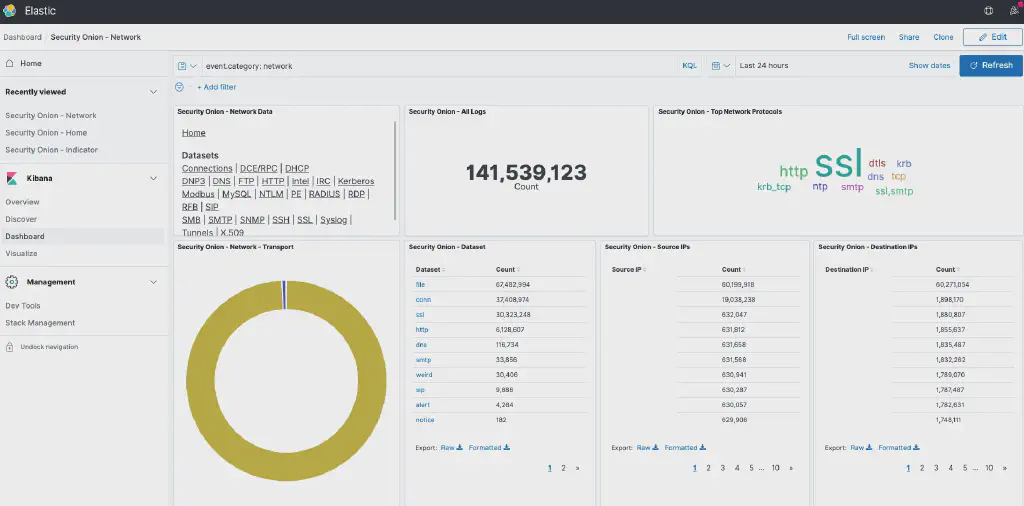 Elastic
Dashboard / Security Onion - Network
Full screen Share Clone Edit
Home
Recently viewed
Security Onion - Network
Security Onion - Home
Security Onion - Indicator
Kibana
Overview
Discover
Dashboard
Visualize
Management
Dev Tools
Stack Management
Undock navigation
event.category: network KQL
Last 24 hours Show dates Refresh
+ Add filter
Security Onion - Network Data
Home
Datasets
Connections | DCE/RPC | DHCP
DNP3 | DNS | FTP | HTTP | Intel | IRC | Kerberos
Modbus | MySQL | NTLM | PE | RADIUS | RDP |
RFB | SIP
SMB | SMTP | SNMP | SSH | SSL | Syslog |
Tunnels | X.509
Security Onion - All Logs
141,539,123
Count
Security Onion - Top Network Protocols
http ssl dtls krb
dns tcp
krb_tcp ntp smtp ssl,smtp
Security Onion - Network - Transport
Security Onion - Dataset
Dataset Count
file 67,482,994
conn 37,408,974
ssl 30,323,248
http 6,128,607
dns 116,734
smtp 33,856
weird 30,406
sip 9,686
alert 4,264
notice 182
Export: Raw Formatted
1 2 »
Security Onion - Source IPs
Source IP Count
60,199,918
19,038,238
632,047
631,812
631,658
631,568
630,941
630,287
630,057
629,906
Export: Raw Formatted
1 2 3 4 5 ... 10 »
Security Onion - Destination IPs
Destination IP Count
60,271,054
1,898,170
1,880,807
1,855,637
1,835,487
1,832,262
1,789,070
1,787,487
1,782,631
1,748,111
Export: Raw Formatted
1 2 3 4 5 ... 10 »